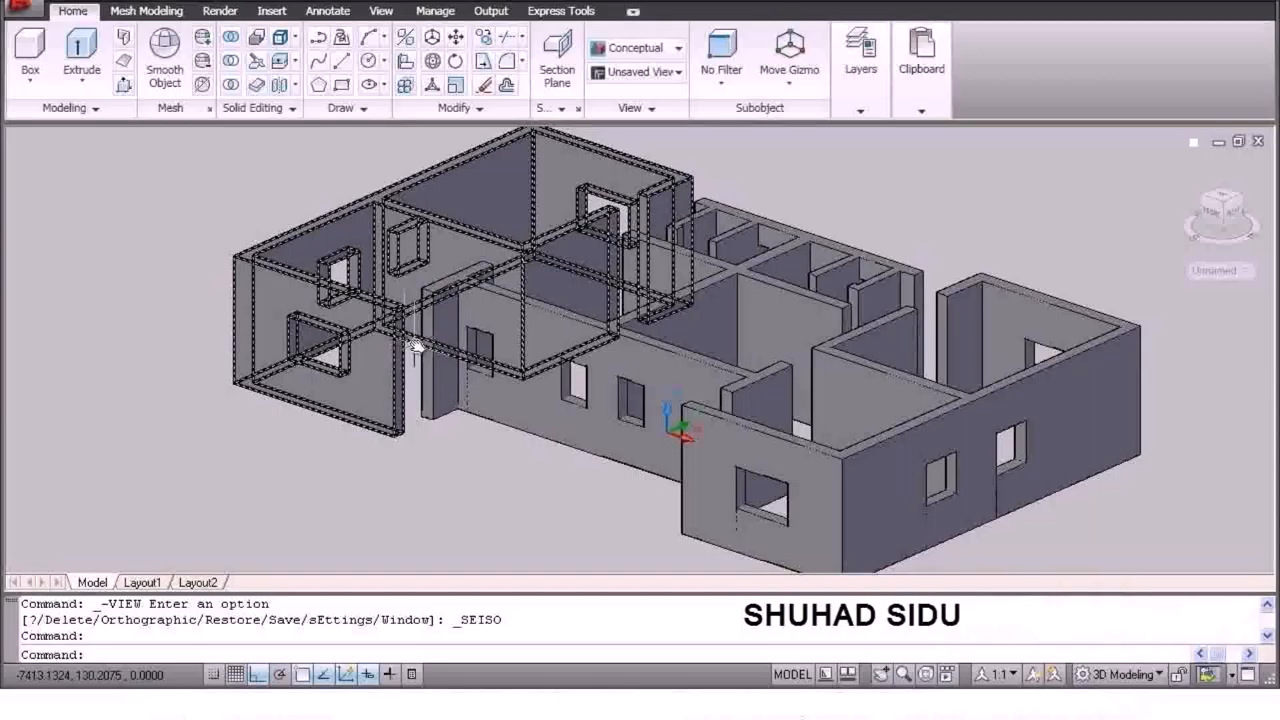 Home Mesh Modeling Render Insert Annotate View Manage Output Express Tools
Box Extrude Smooth Object Section Plane Conceptual Unsaved View No Filter Move Gizmo Layers Clipboard
Modeling Mesh Solid Editing Draw Modify S... View Subobject
Unnamed
Model Layout1 Layout2
Command: _-VIEW Enter an option
[?/Delete/Orthographic/Restore/Save/sEttings/Window]: _SEISO
Command:
Command:
SHUHAD SIDU
-7413.1324, 130.2075, 0.0000 MODEL 1:1 3D Modeling